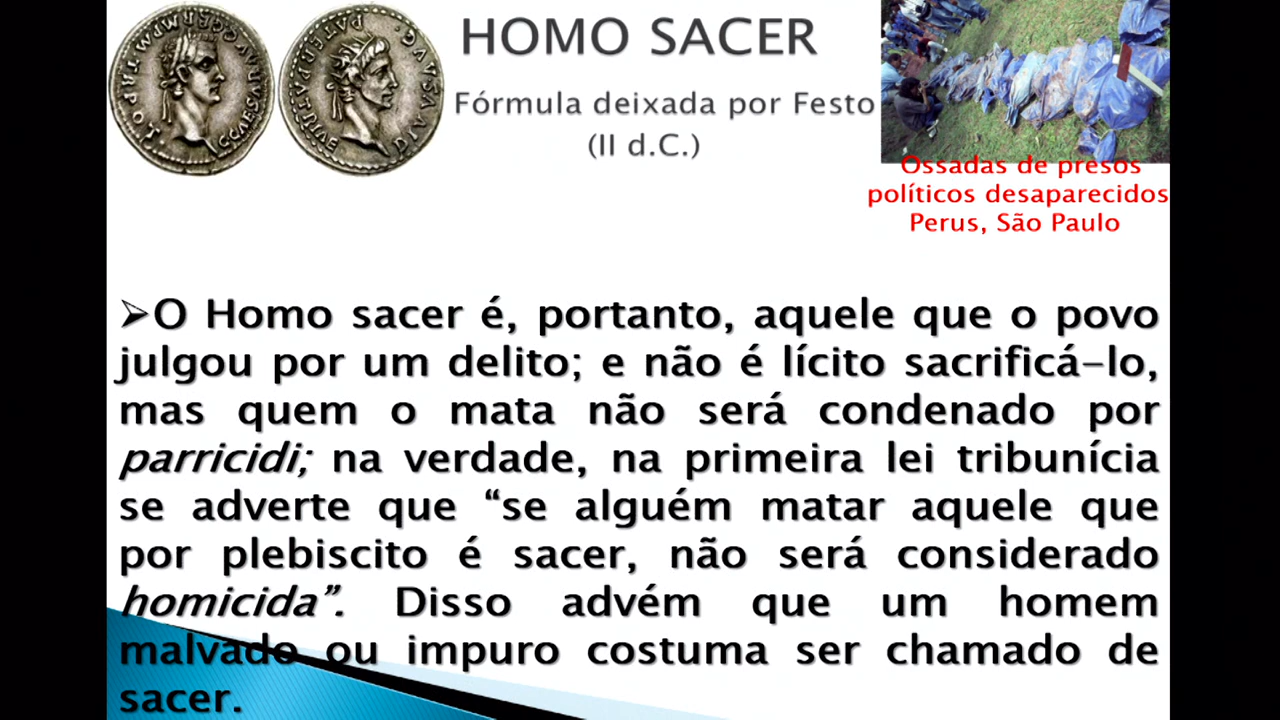 HOMO SACER
Fórmula deixada por Festo
(II d.C.)
Ossadas de presos
políticos desaparecidos
Perus, São Paulo
➢O Homo sacer é, portanto, aquele que o povo
julgou por um delito; e não é lícito sacrificá-lo,
mas quem o mata não será condenado por
parricidi; na verdade, na primeira lei tribunícia
se adverte que “se alguém matar aquele que
por plebiscito é sacer, não será considerado
homicida”. Disso advém que um homem
malvado ou impuro costuma ser chamado de
sacer.